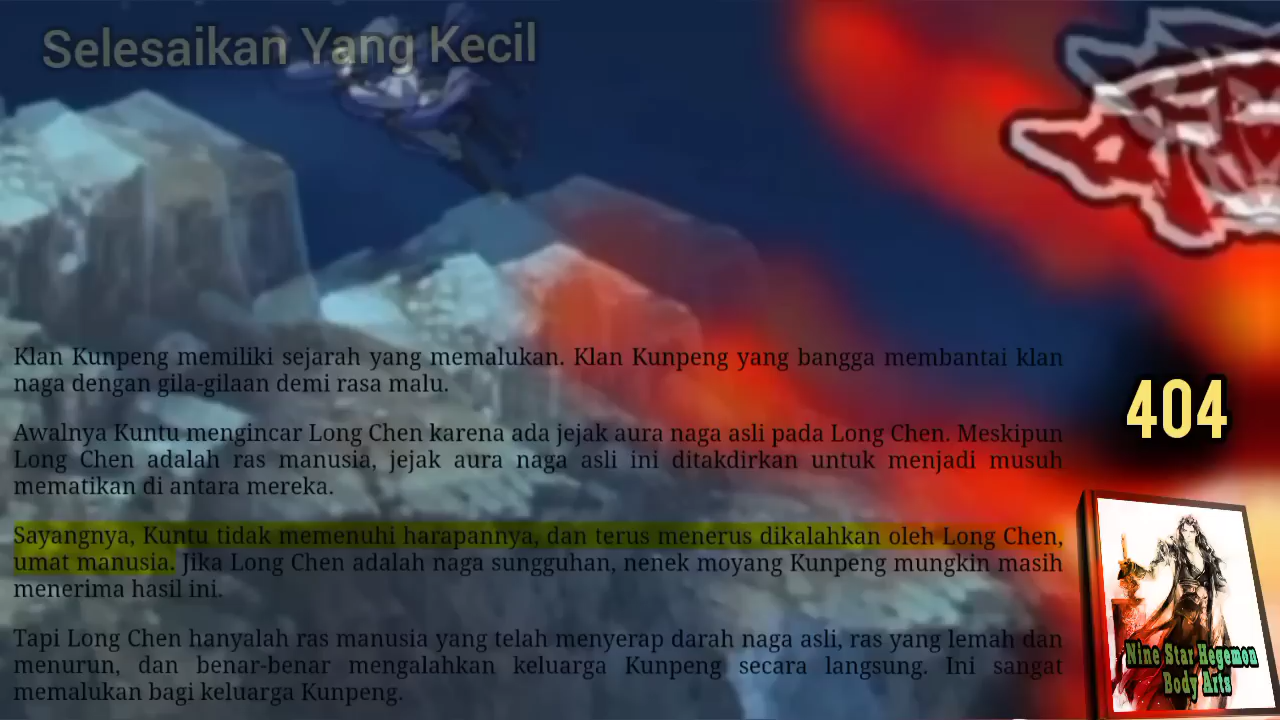 Selesaikan Yang Kecil
Klan Kunpeng memiliki sejarah yang memalukan. Klan Kunpeng yang bangga membantai klan
naga dengan gila-gilaan demi rasa malu.
Awalnya Kuntu mengincar Long Chen karena ada jejak aura naga asli pada Long Chen. Meskipun
Long Chen adalah ras manusia, jejak aura naga asli ini ditakdirkan untuk menjadi musuh
mematikan di antara mereka.
Sayangnya, Kuntu tidak memenuhi harapannya, dan terus menerus dikalahkan oleh Long Chen,
umat manusia. Jika Long Chen adalah naga sungguhan, nenek moyang Kunpeng mungkin masih
menerima hasil ini.
Tapi Long Chen hanyalah ras manusia yang telah menyerap darah naga asli, ras yang lemah dan
menurun, dan benar-benar mengalahkan keluarga Kunpeng secara langsung. Ini sangat
memalukan bagi keluarga Kunpeng.
404
Nine Star Hegemon
Body Arts